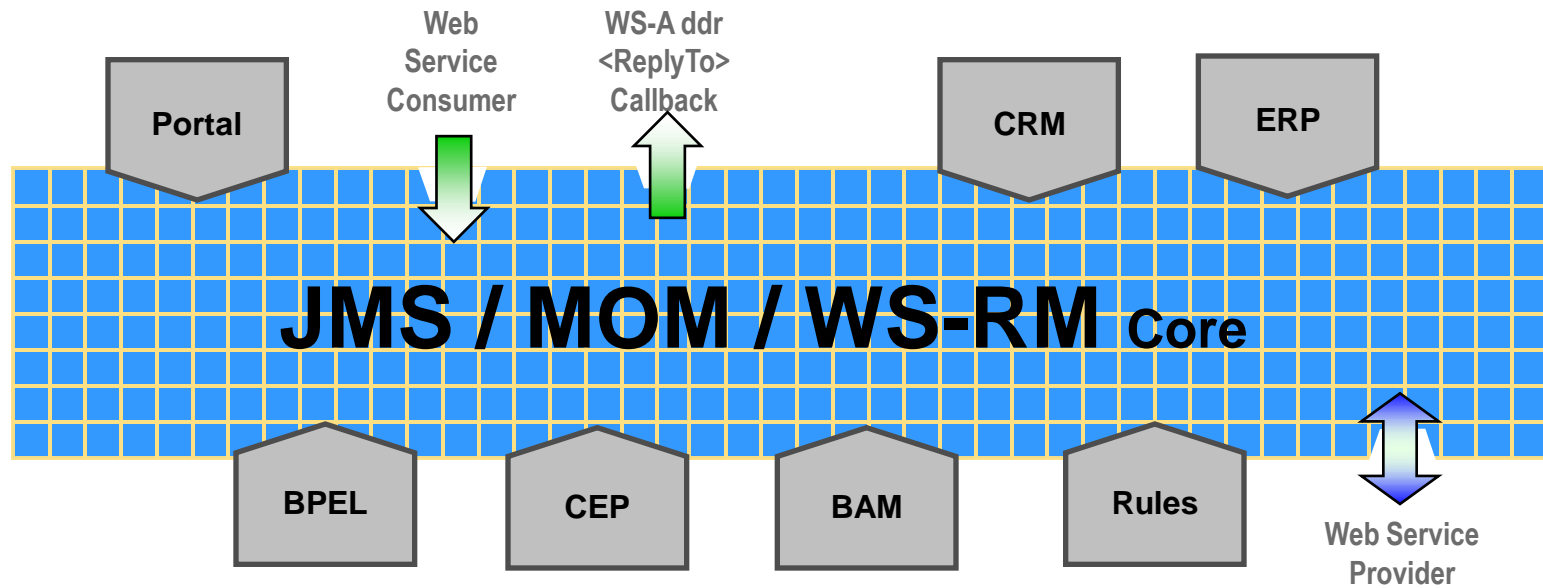 Web
Service
Consumer
WS-A ddr
<ReplyTo>
Callback
Portal
CRM
ERP
JMS / MOM / WS-RM Core
BPEL
CEP
BAM
Rules
Web Service
Provider